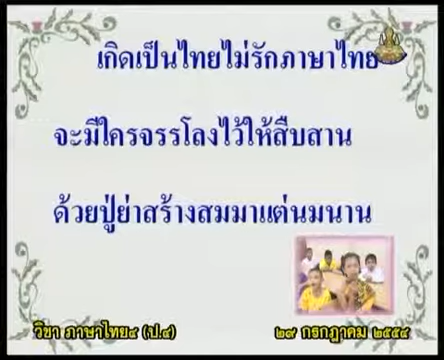 เกิดเป็นไทยไม่รักภาษาไทย
จะมีใครจรรโลงไว้ให้สืบสาน
ด้วยปู่ย่าสร้างสมมาแต่นมนาน
วิชา ภาษาไทย๔ (ป.๔)
๒๙ กรกฎาคม ๒๕๕๔